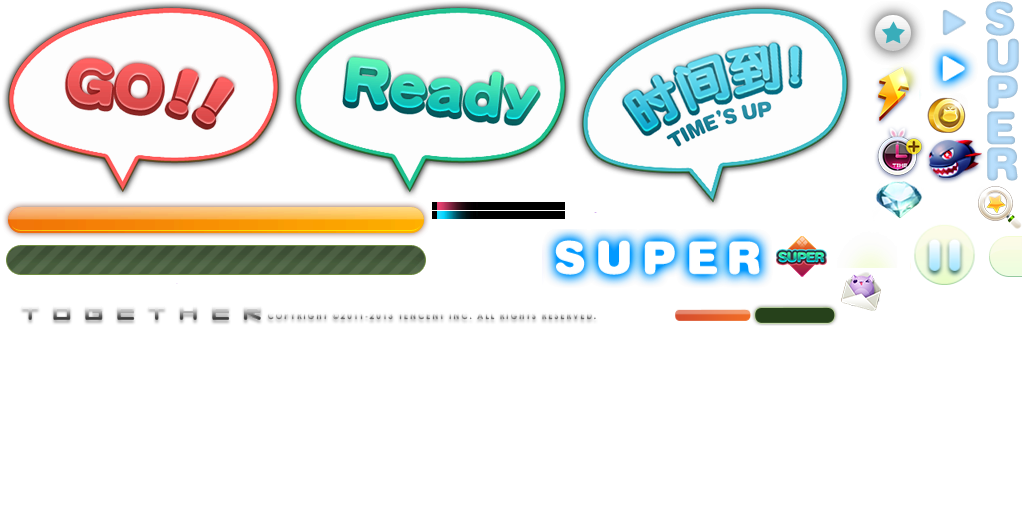 GO!!
Ready
时间到!
TIME'S UP
SUPER
TIME
SUPER
SUPER
TOGETHER
COPYRIGHT ©2011-2013 TENCENT INC. ALL RIGHTS RESERVED.